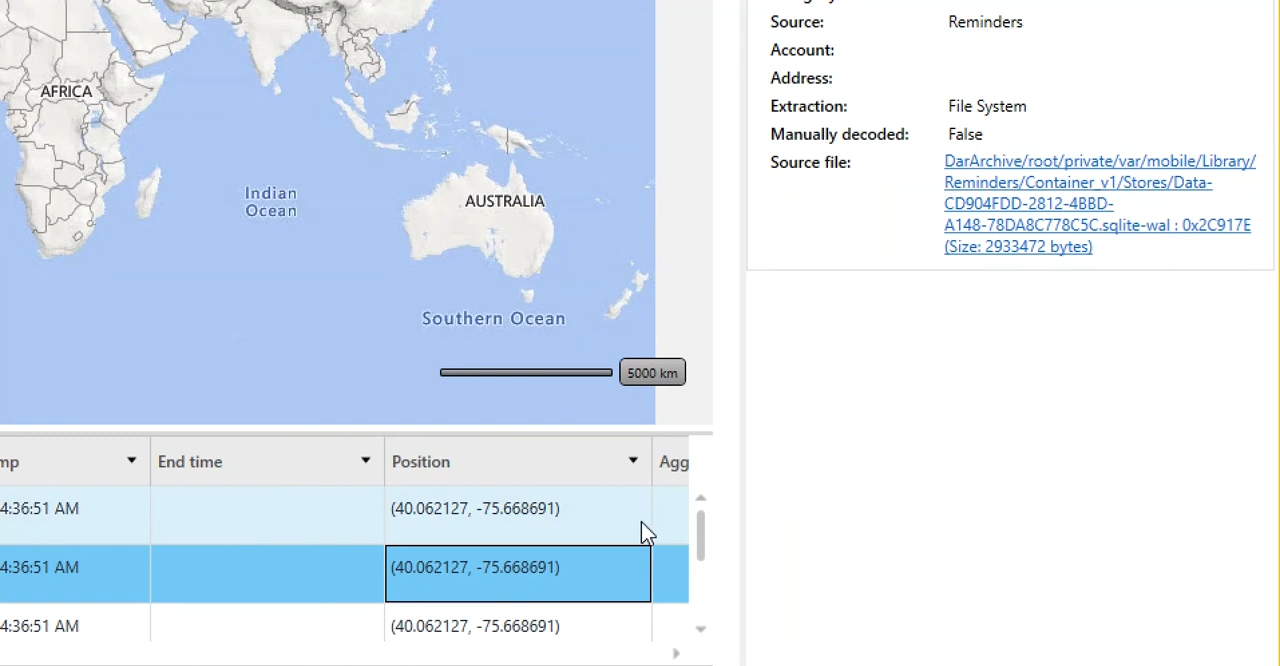 AFRICA
Indian
Ocean
AUSTRALIA
Southern Ocean
5000 km
Source: Reminders
Account:
Address:
Extraction: File System
Manually decoded: False
Source file: DarArchive/root/private/var/mobile/Library/
Reminders/Container_v1/Stores/Data-
CD904FDD-2812-4BBD-
A148-78DA8C778C5C.sqlite-wal : 0x2C917E
(Size: 2933472 bytes)
End time Position
4:36:51 AM (40.062127, -75.668691)
4:36:51 AM (40.062127, -75.668691)
4:36:51 AM (40.062127, -75.668691)